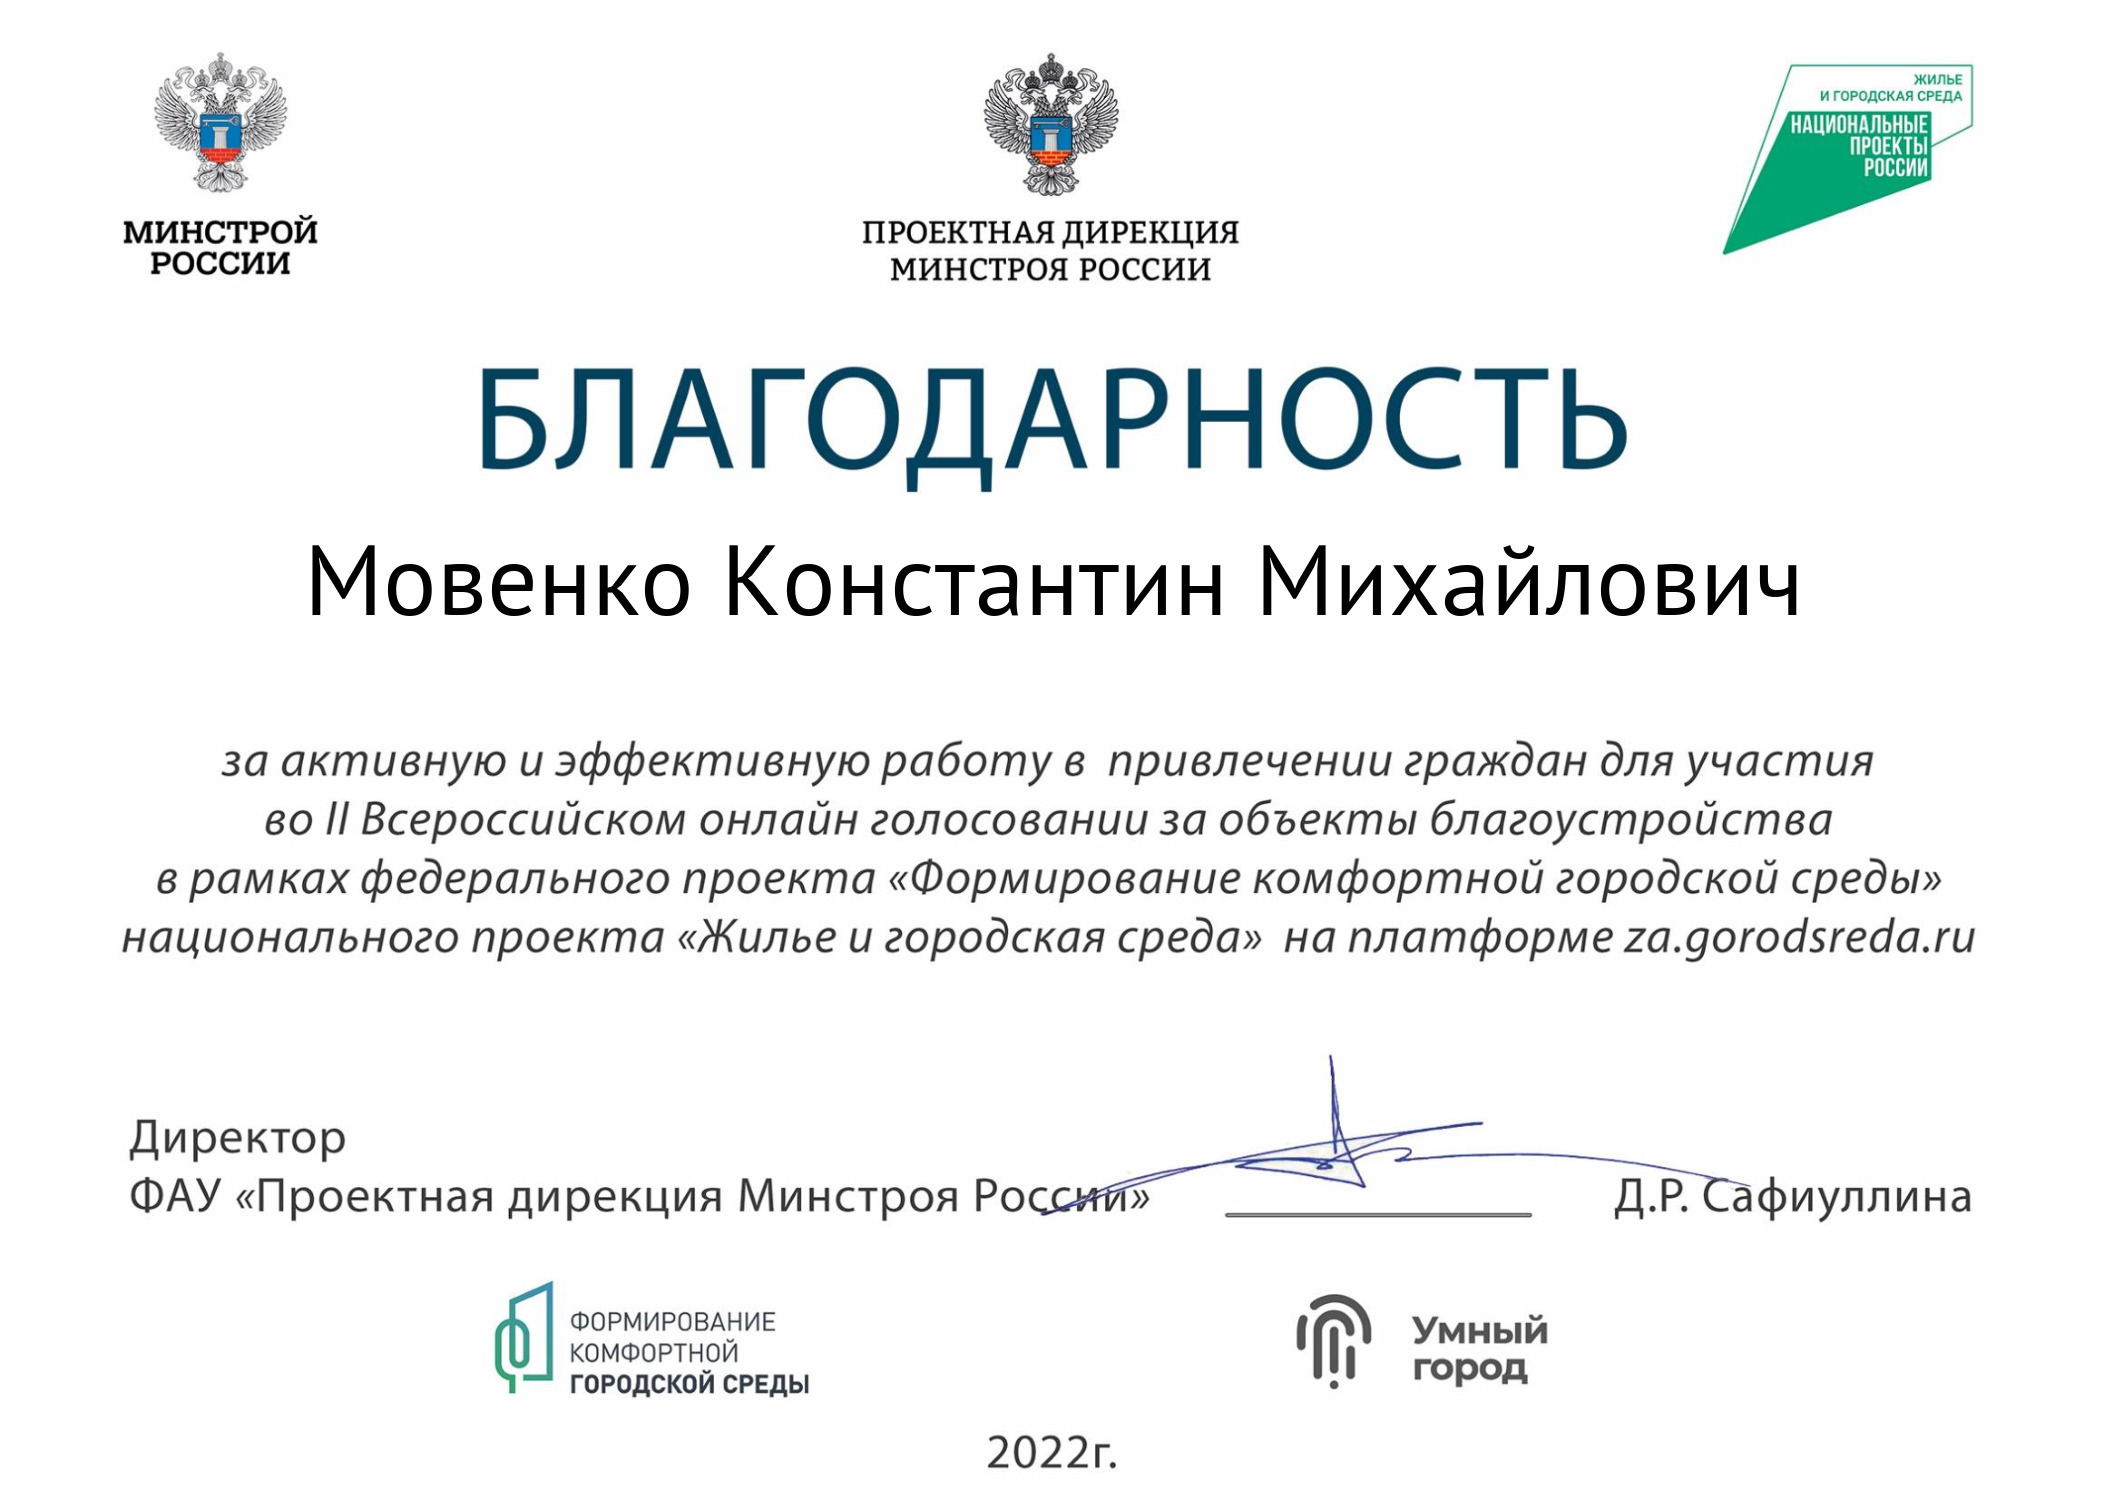 МИНСТРОЙ
РОССИИ
ПРОЕКТНАЯ ДИРЕКЦИЯ
МИНСТРОЯ РОССИИ
ЖИЛЬЕ
И ГОРОДСКАЯ СРЕДА
НАЦИОНАЛЬНЫЕ
ПРОЕКТЫ
РОССИИ
БЛАГОДАРНОСТЬ
Мовенко Константин Михайлович
за активную и эффективную работу в привлечении граждан для участия
во II Всероссийском онлайн голосовании за объекты благоустройства
в рамках федерального проекта «Формирование комфортной городской среды»
национального проекта «Жилье и городская среда» на платформе za.gorodsreda.ru
Директор
ФАУ «Проектная дирекция Минстроя России» Д.Р. Сафиуллина
ФОРМИРОВАНИЕ
КОМФОРТНОЙ
ГОРОДСКОЙ СРЕДЫ
Умный
город
2022г.